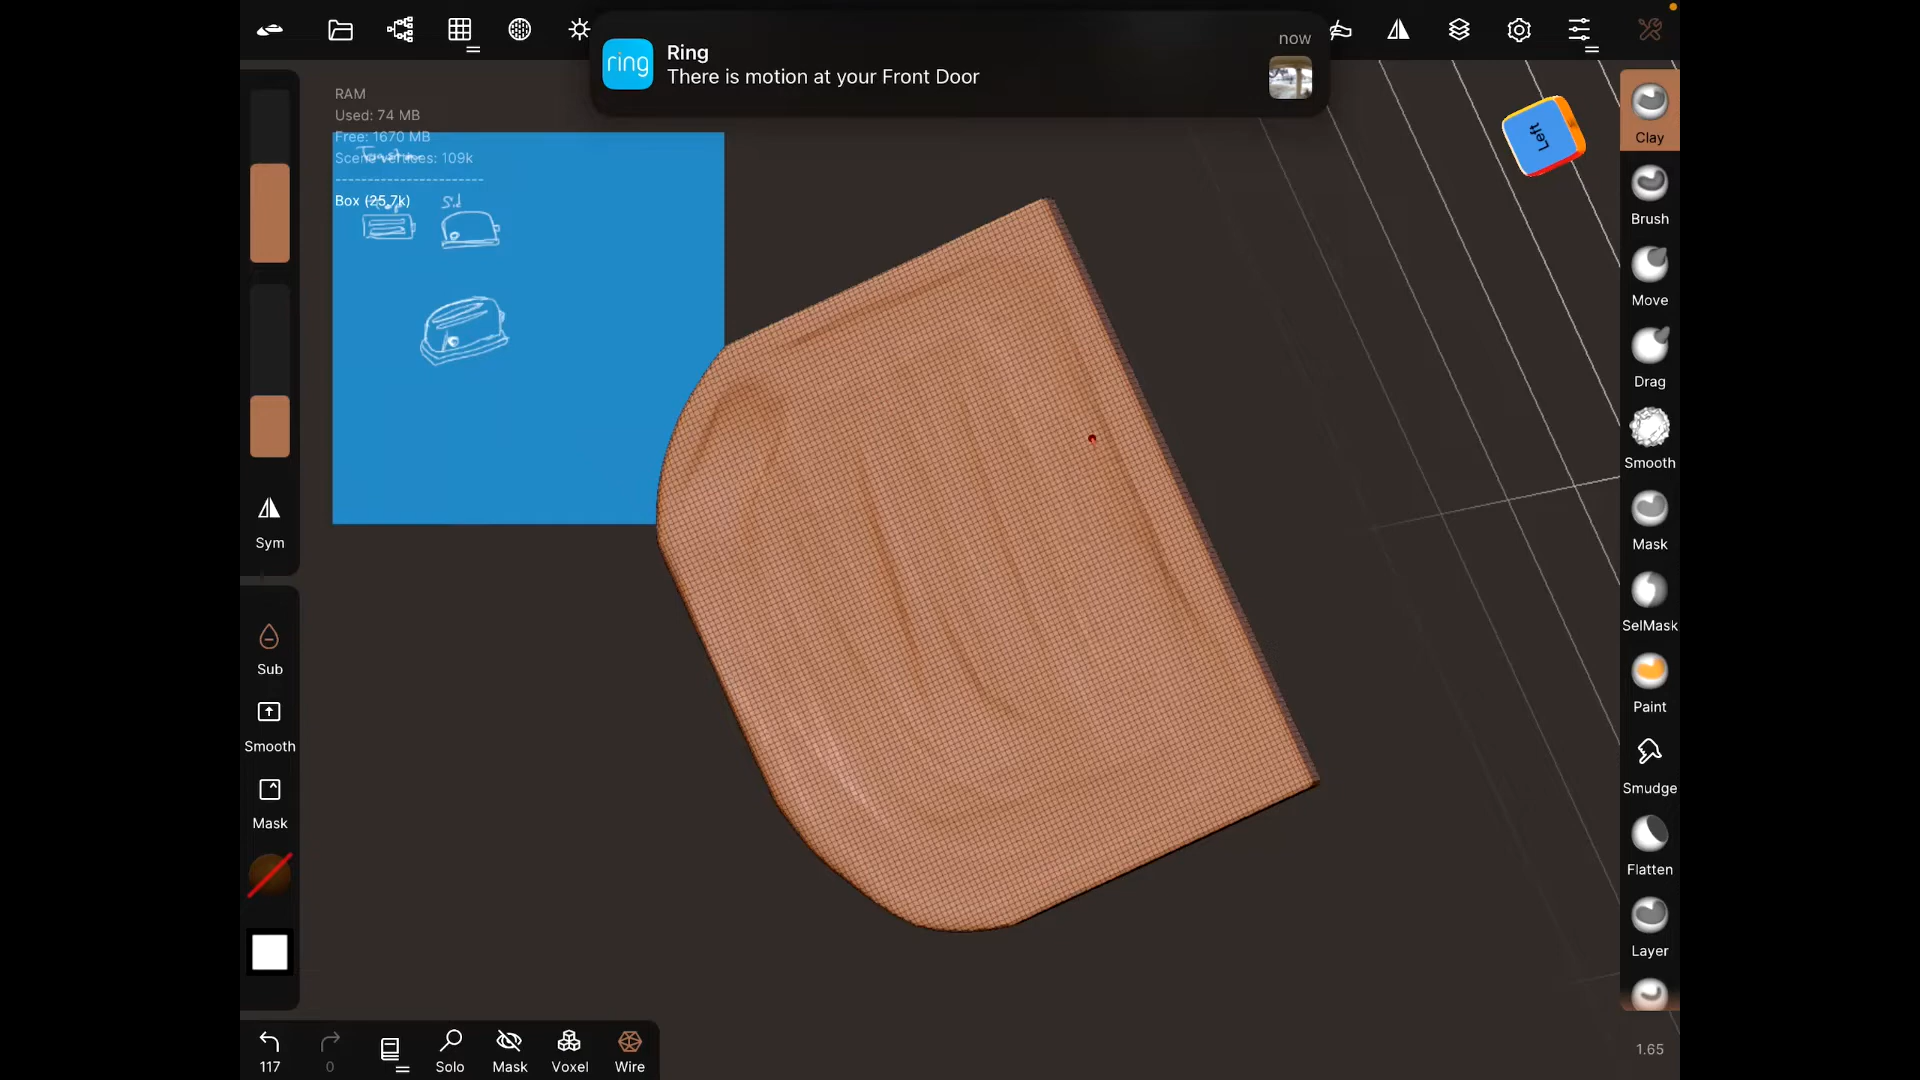 ring
Ring
There is motion at your Front Door
now
RAM
Used: 74 MB
Free: 1670 MB
Scene vertices: 109k
-----------------------
Box (25.7k)
Left
Sym
Sub
Smooth
Mask
Clay
Brush
Move
Drag
Smooth
Mask
SelMask
Paint
Smudge
Flatten
Layer
117
0
Solo
Mask
Voxel
Wire
1.65